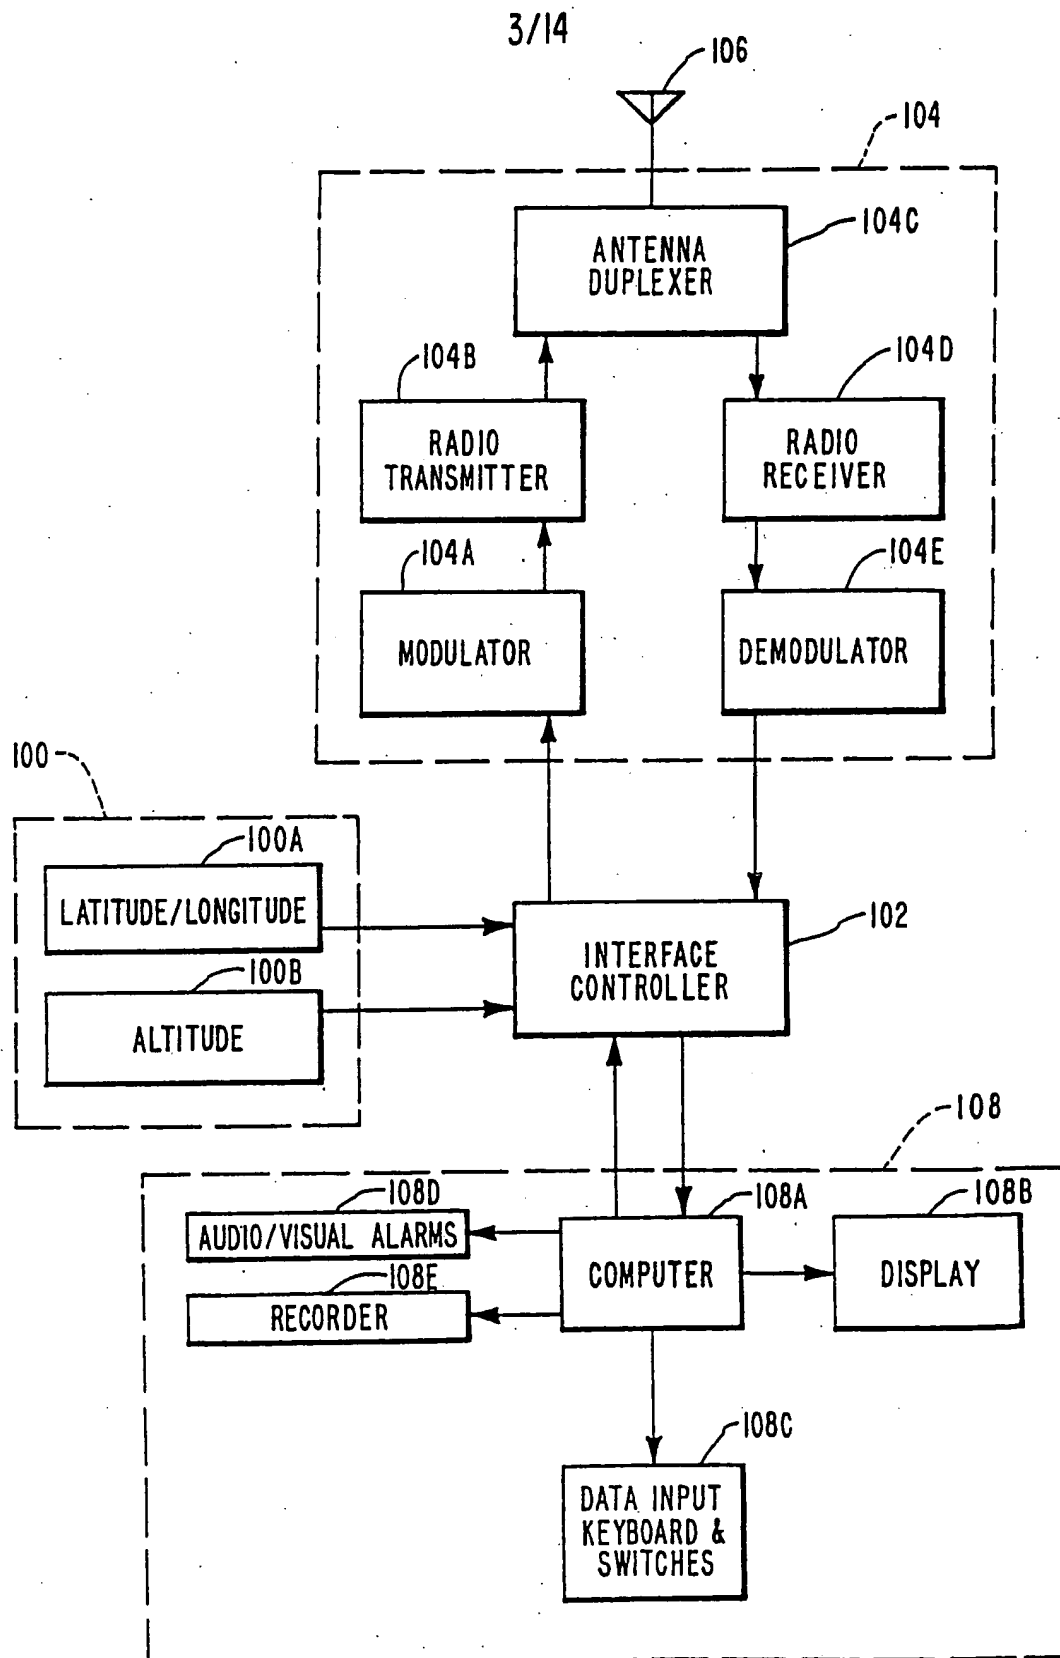 3/14
106
104
104C
ANTENNA
DUPLEXER
104B
104D
RADIO
TRANSMITTER
RADIO
RECEIVER
104A
104E
MODULATOR
DEMODULATOR
100
100A
LATITUDE/LONGITUDE
102
INTERFACE
CONTROLLER
100B
ALTITUDE
108
108D
108A
108B
AUDIO/VISUAL ALARMS
COMPUTER
DISPLAY
108E
RECORDER
108C
DATA INPUT
KEYBOARD &
SWITCHES